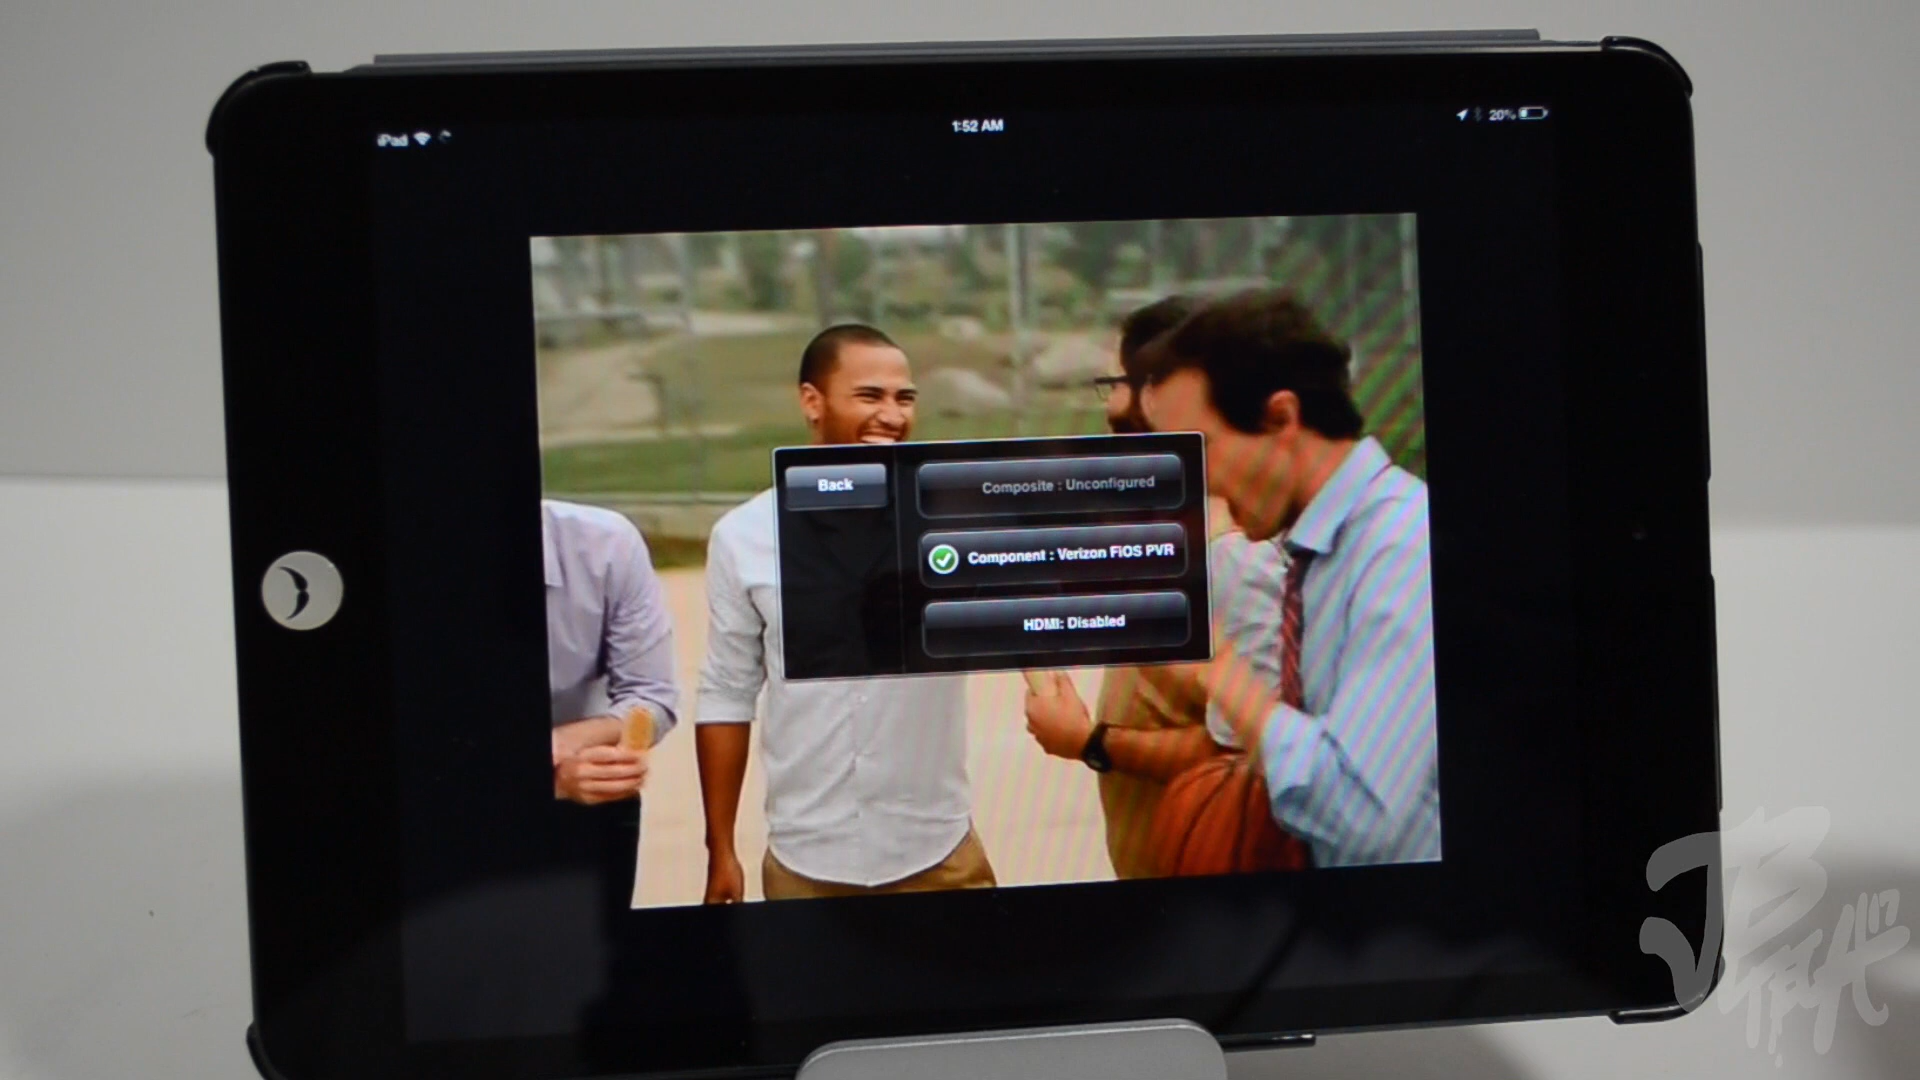 iPad
1:52 AM
20%
Back
Composite : Unconfigured
Component : Verizon FiOS PVR
HDMI: Disabled